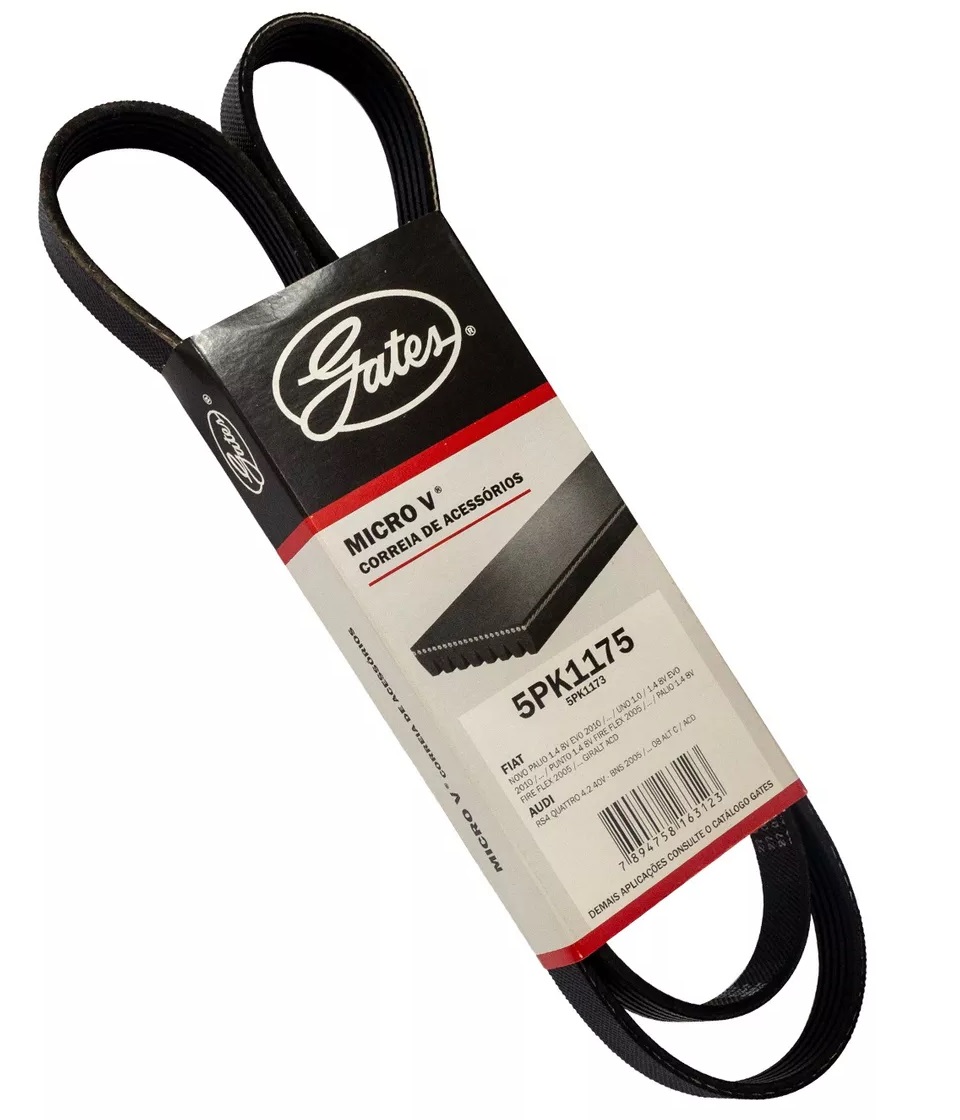 Gates®
MICRO V®
CORREIA DE ACESSÓRIOS
5PK1175
5PK1173
FIAT
NOVO PALIO 1.4 8V EVO 2010 /... / UNO 1.0 / 1.4 8V EVO
2010 /... / PUNTO 1.4 8V FIRE FLEX 2005 /... / PALIO 1.4 8V
FIRE FLEX 2005 /... GIRALT ACD
AUDI
RS4 QUATTRO 4.2 40V - BNS 2005 / ...08 ALT C / ACD
7 894758 163123
DEMAIS APLICAÇÕES CONSULTE O CATÁLOGO GATES
Gates®
MICRO V® CORREIA DE ACESSÓRIOS